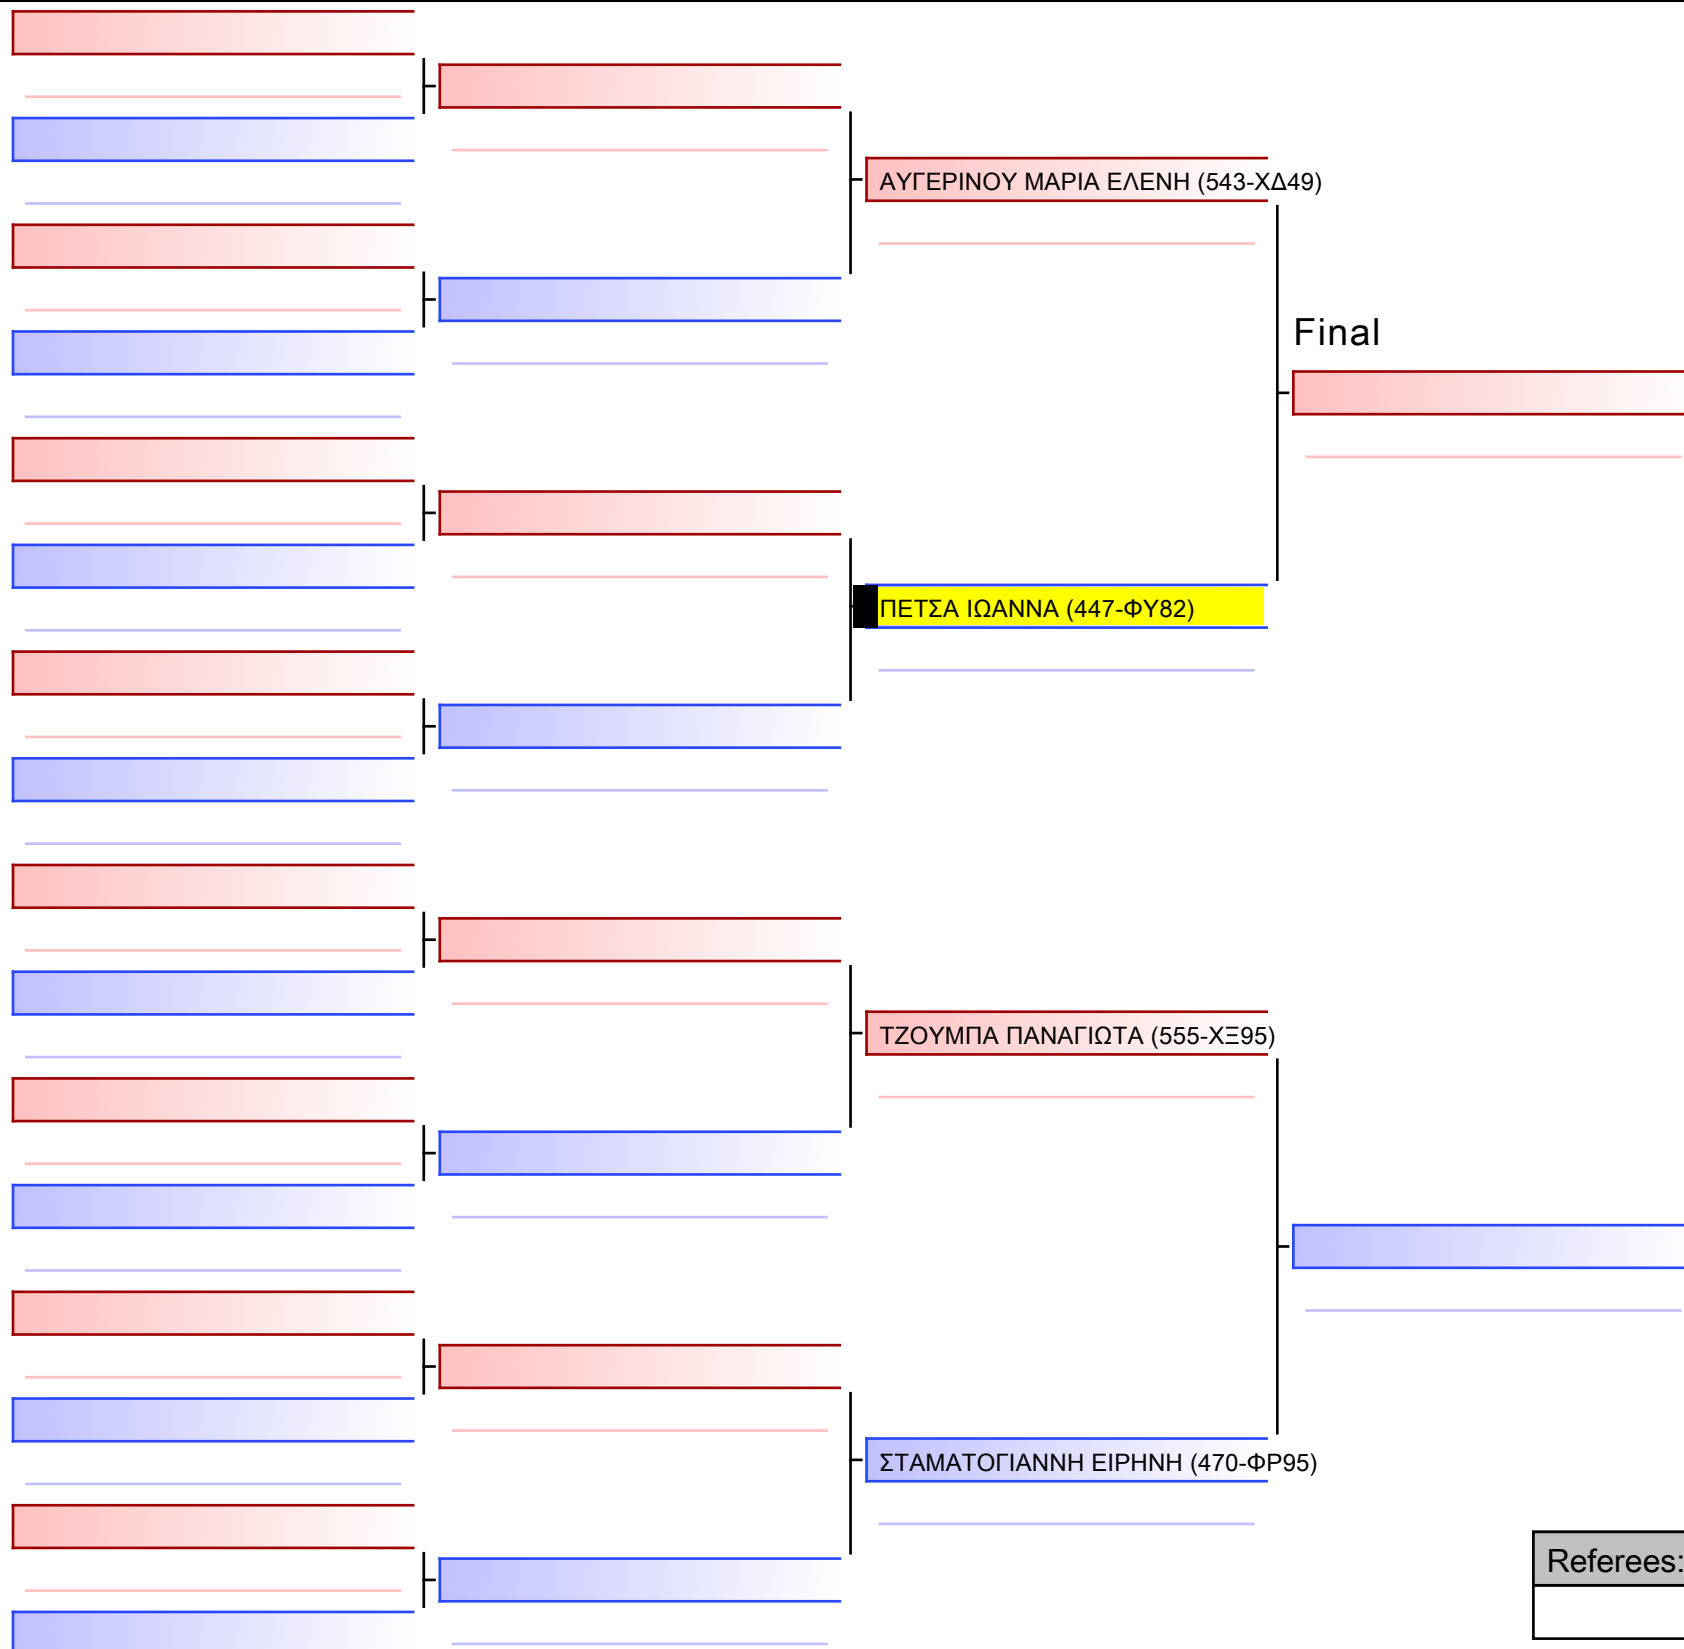 ΑΥΓΕΡΙΝΟΥ ΜΑΡΙΑ ΕΛΕΝΗ (543-ΧΔ49)
Final
ΠΕΤΣΑ ΙΩΑΝΝΑ (447-ΦΥ82)
ΤΖΟΥΜΠΑ ΠΑΝΑΓΙΩΤΑ (555-ΧΞ95)
ΣΤΑΜΑΤΟΓΙΑΝΝΗ ΕΙΡΗΝΗ (470-ΦΡ95)
Referees: